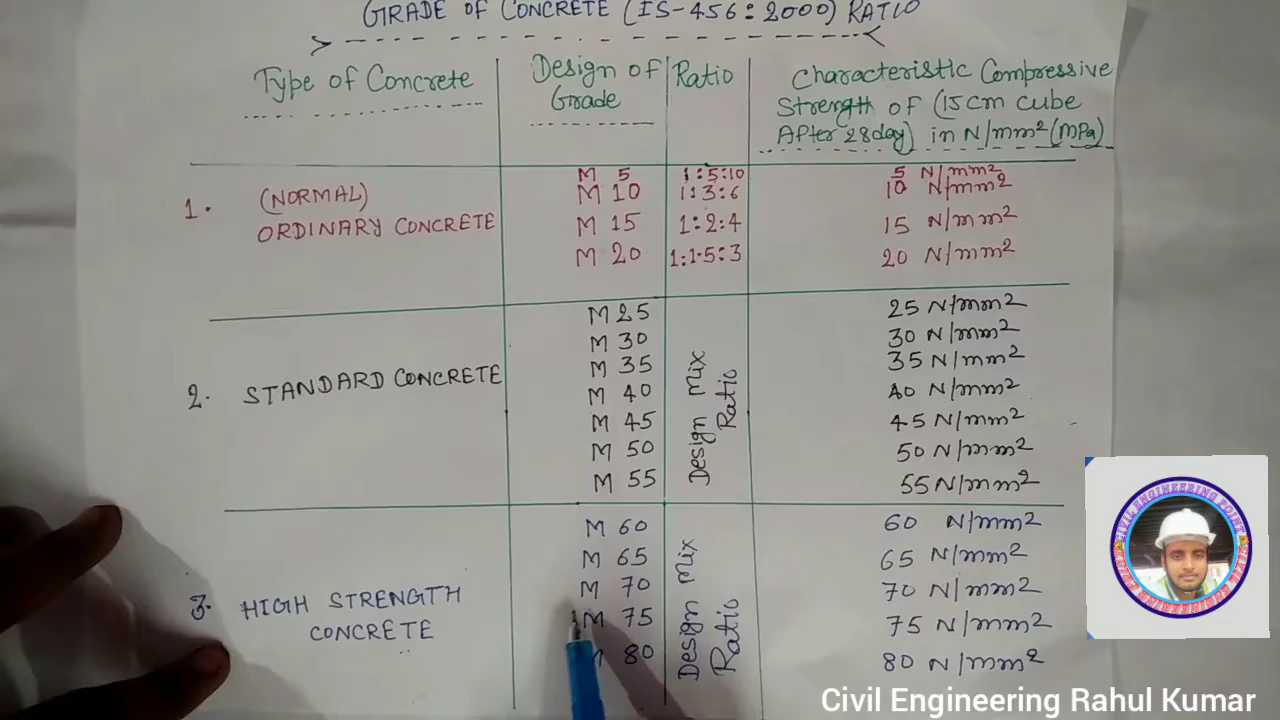 GRADE OF CONCRETE (IS-456:2000) RATIO
Type of Concrete
Design of Grade
Ratio
Characteristic Compressive
Strength of (15cm cube
After 28day) in N/mm² (MPa)
1. (NORMAL)
ORDINARY CONCRETE
M 5 1:5:10 5 N/mm²
M 10 1:3:6 10 N/mm²
M 15 1:2:4 15 N/mm²
M 20 1:1.5:3 20 N/mm²
2. STANDARD CONCRETE
Design Mix
Ratio
M 25 25 N/mm²
M 30 30 N/mm²
M 35 35 N/mm²
M 40 40 N/mm²
M 45 45 N/mm²
M 50 50 N/mm²
M 55 55 N/mm²
3. HIGH STRENGTH
CONCRETE
Design Mix
Ratio
M 60 60 N/mm²
M 65 65 N/mm²
M 70 70 N/mm²
M 75 75 N/mm²
80 80 N/mm²
CIVIL ENGINEERING POINT
Civil Engineering Rahul Kumar